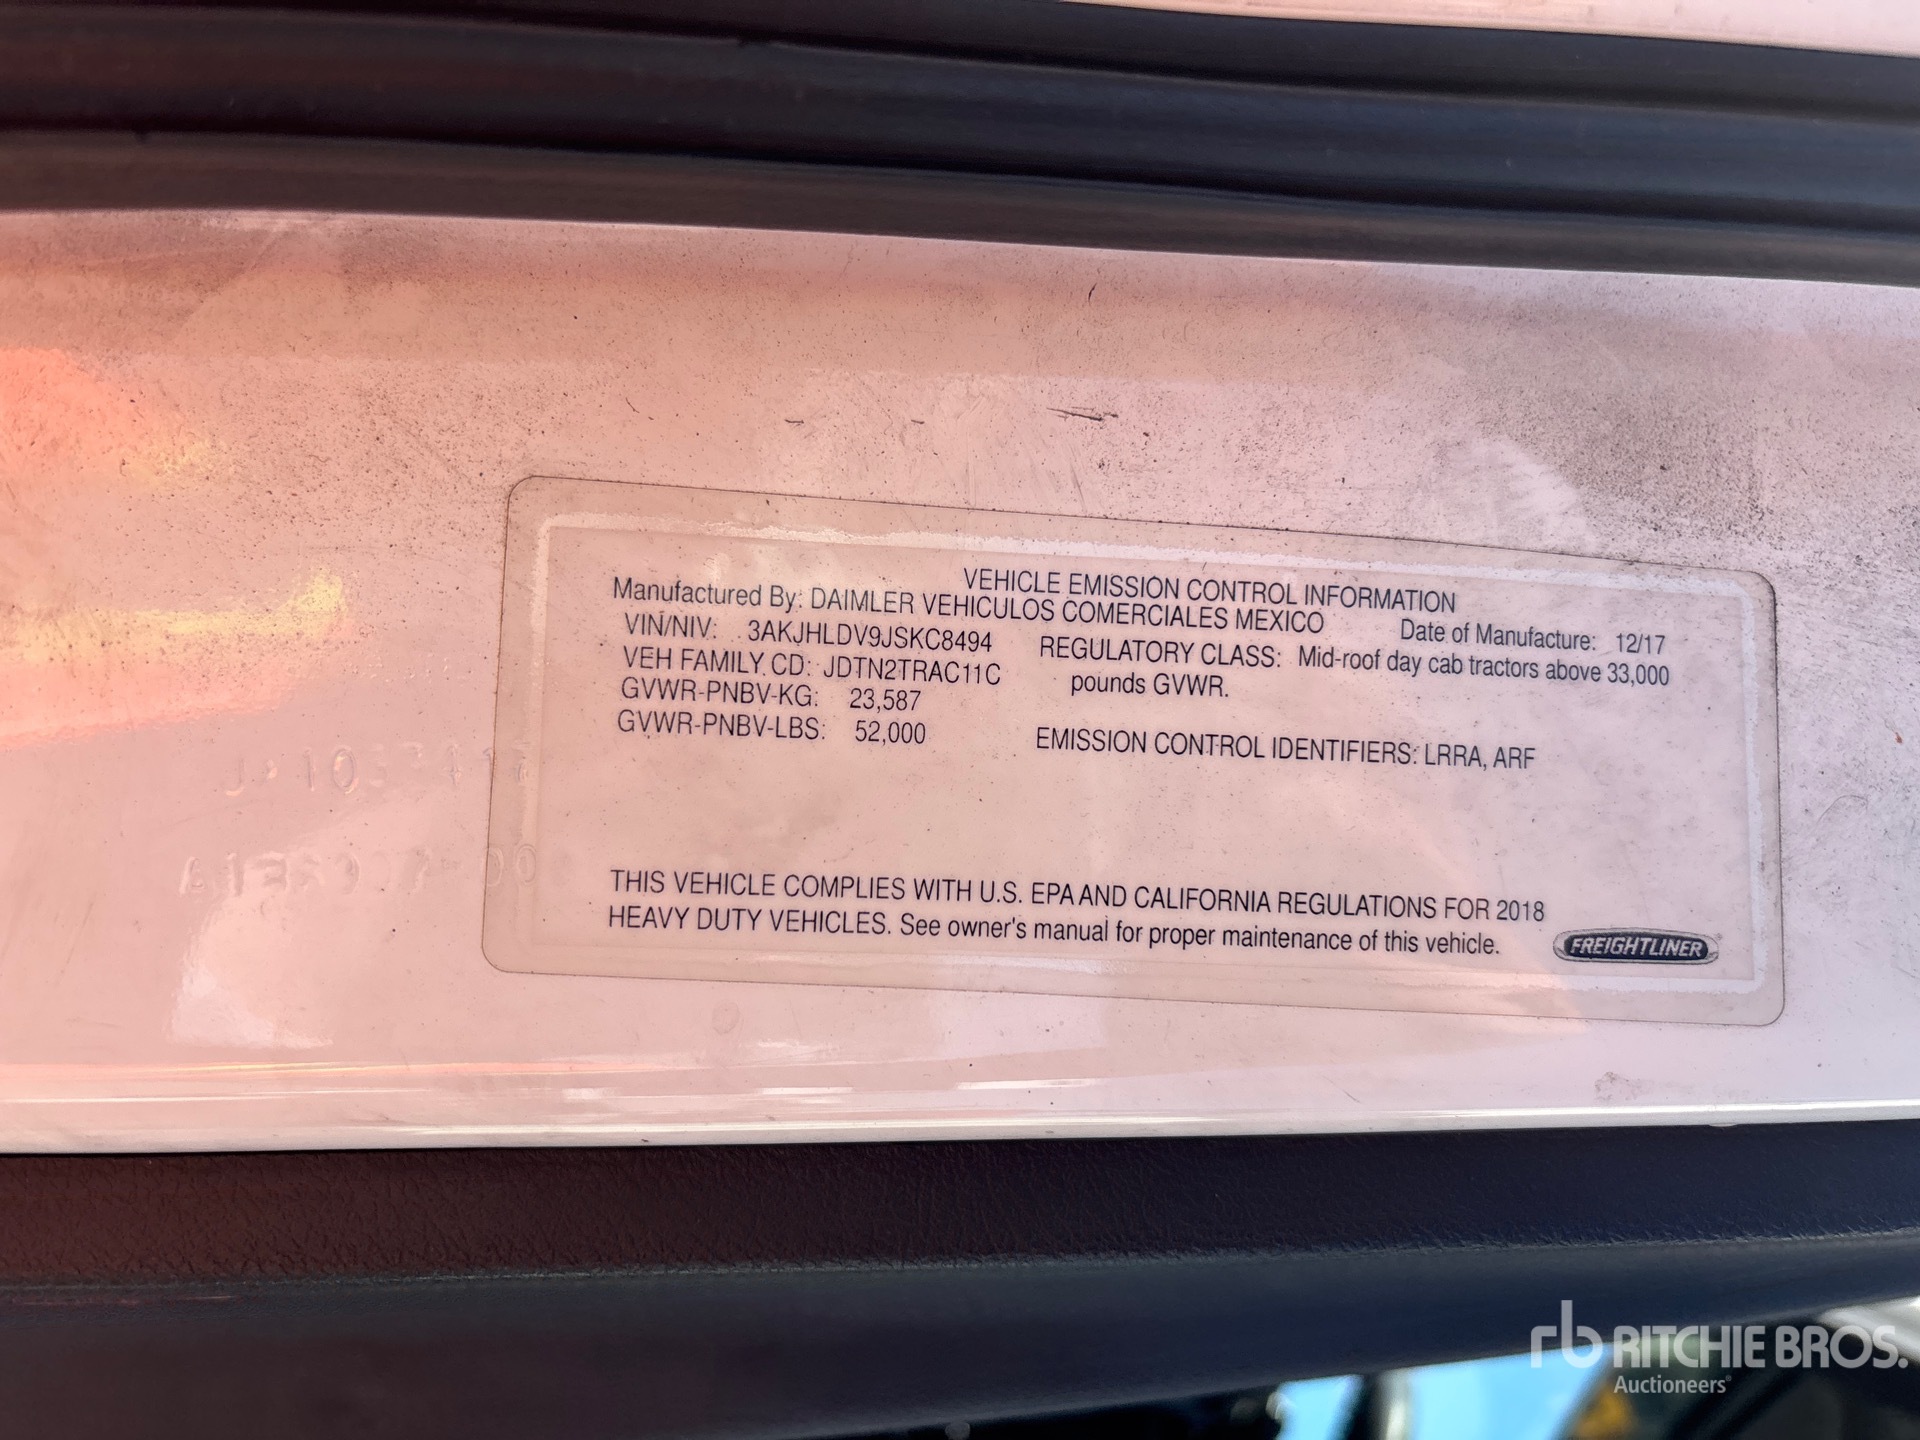 VEHICLE EMISSION CONTROL INFORMATION
Manufactured By: DAIMLER VEHICULOS COMERCIALES MEXICO Date of Manufacture: 12/17
VIN/NIV: 3AKJHLDV9JSKC8494 REGULATORY CLASS: Mid-roof day cab tractors above 33,000
VEH FAMILY CD: JDTN2TRAC11C pounds GVWR.
GVWR-PNBV-KG: 23,587
GVWR-PNBV-LBS: 52,000 EMISSION CONTROL IDENTIFIERS: LRRA, ARF
THIS VEHICLE COMPLIES WITH U.S. EPA AND CALIFORNIA REGULATIONS FOR 2018
HEAVY DUTY VEHICLES. See owner's manual for proper maintenance of this vehicle.
FREIGHTLINER
rb RITCHIE BROS.
Auctioneers